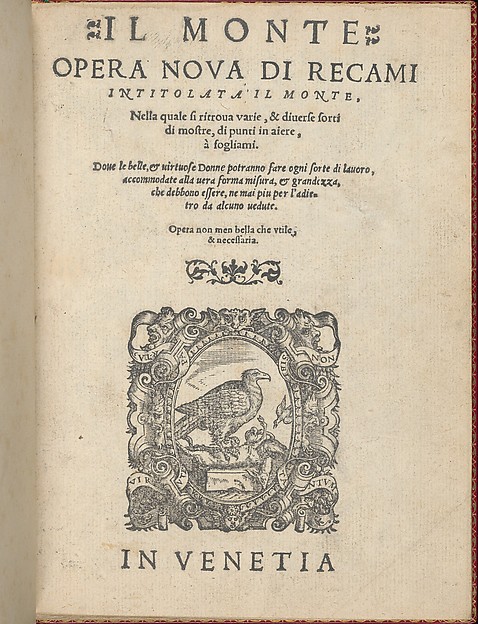 IL MONTE
OPERA NOVA DI RECAMI
INTITOLATA IL MONTE,
Nella quale si ritroua varie, & diuerse sorti
di mostre, di punti in aiere,
à fogliami.
Doue le belle, & uirtuose Donne potranno fare ogni sorte di lauoro,
accommodate alla uera forma misura, & grandezza,
che debbono essere, ne mai piu per l'adie-
tro da alcuno uedute.
Opera non men bella che vtile,
& necessaria.
NON
VIR
IN VENETIA